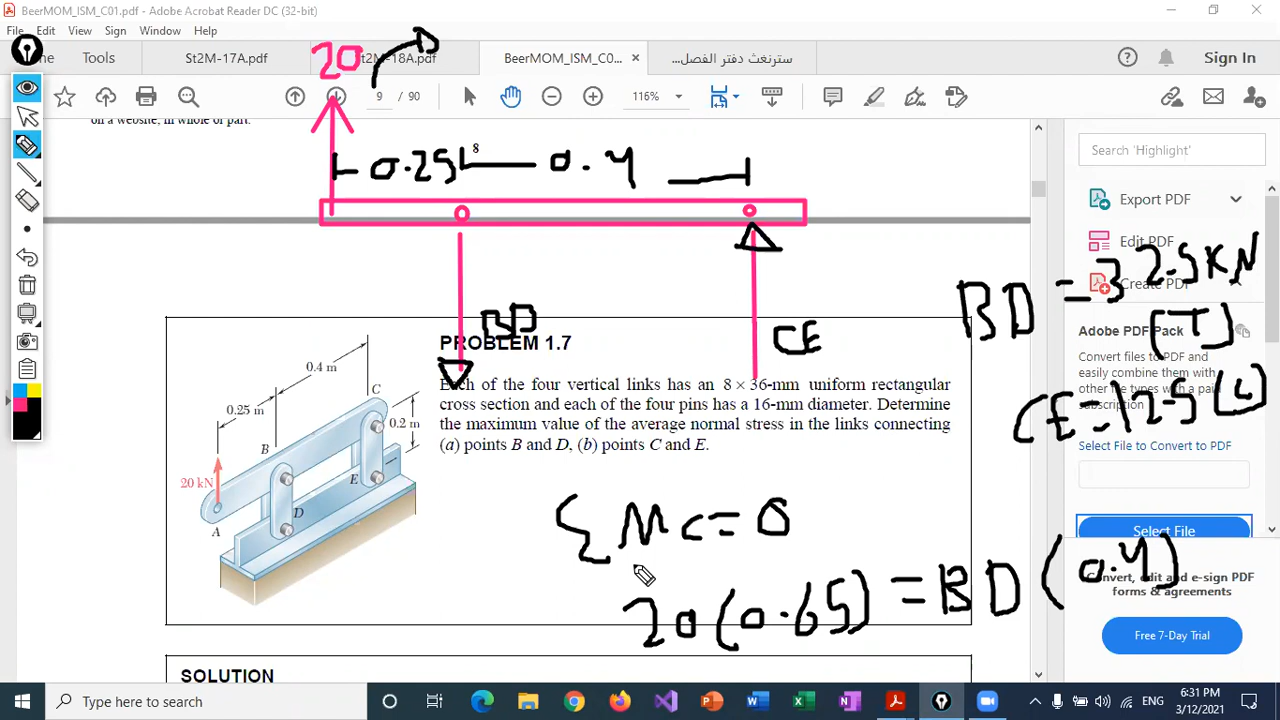 BeerMOM_ISM_C01.pdf - Adobe Acrobat Reader DC (32-bit)
File Edit View Sign Window Help
Tools St2M-17A.pdf St2M-18A.pdf BeerMOM_ISM_C0... × سترنغث دفتر الفصل... Sign In
20
9 / 90 116%
on a website, in whole or part.
Search 'Highlight'
0.25 8 0.4
Export PDF
Edit PDF
BD = 32.5 KN
(T)
BD
CE
CE = 12.5 (C)
Adobe PDF Pack
Convert files to PDF and
easily combine them with
other file types with a paid
subscription
Select File to Convert to PDF
Select File
Convert, edit and e-sign PDF
forms & agreements
Free 7-Day Trial
PROBLEM 1.7
Each of the four vertical links has an 8 × 36-mm uniform rectangular
cross section and each of the four pins has a 16-mm diameter. Determine
the maximum value of the average normal stress in the links connecting
(a) points B and D, (b) points C and E.
0.4 m
C
0.25 m
0.2 m
B
E
20 kN
D
A
Σ Mc = 0
20(0.65) = BD(0.4)
SOLUTION
Type here to search
ENG
6:31 PM
3/12/2021